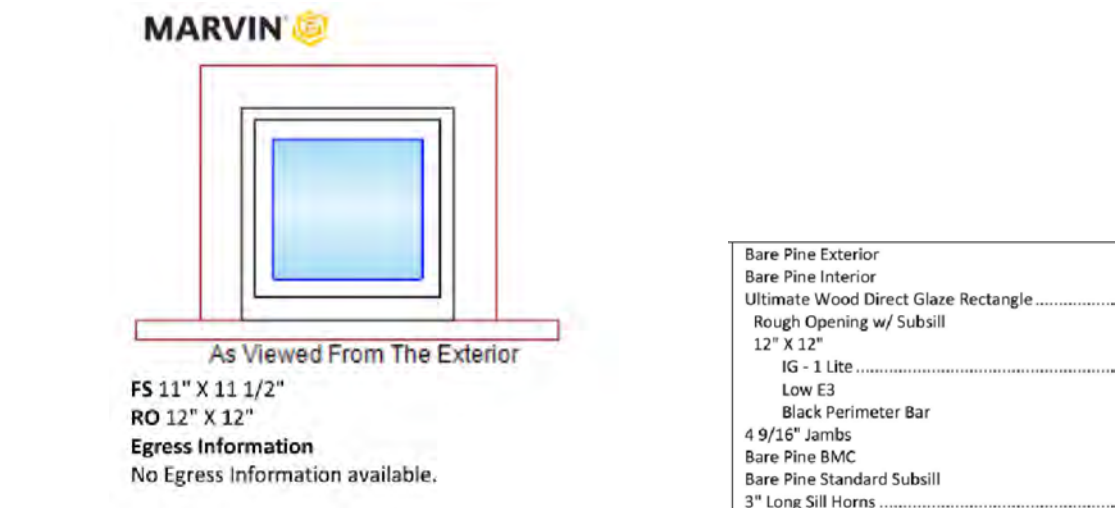 MARVIN
As Viewed From The Exterior
FS 11" X 11 1/2"
RO 12" X 12"
Egress Information
No Egress Information available.
Bare Pine Exterior
Bare Pine Interior
Ultimate Wood Direct Glaze Rectangle.................
Rough Opening w/ Subsill
12" X 12"
IG - 1 Lite.......................................................
Low E3
Black Perimeter Bar
4 9/16" Jambs
Bare Pine BMC
Bare Pine Standard Subsill
3" Long Sill Horns..................................................